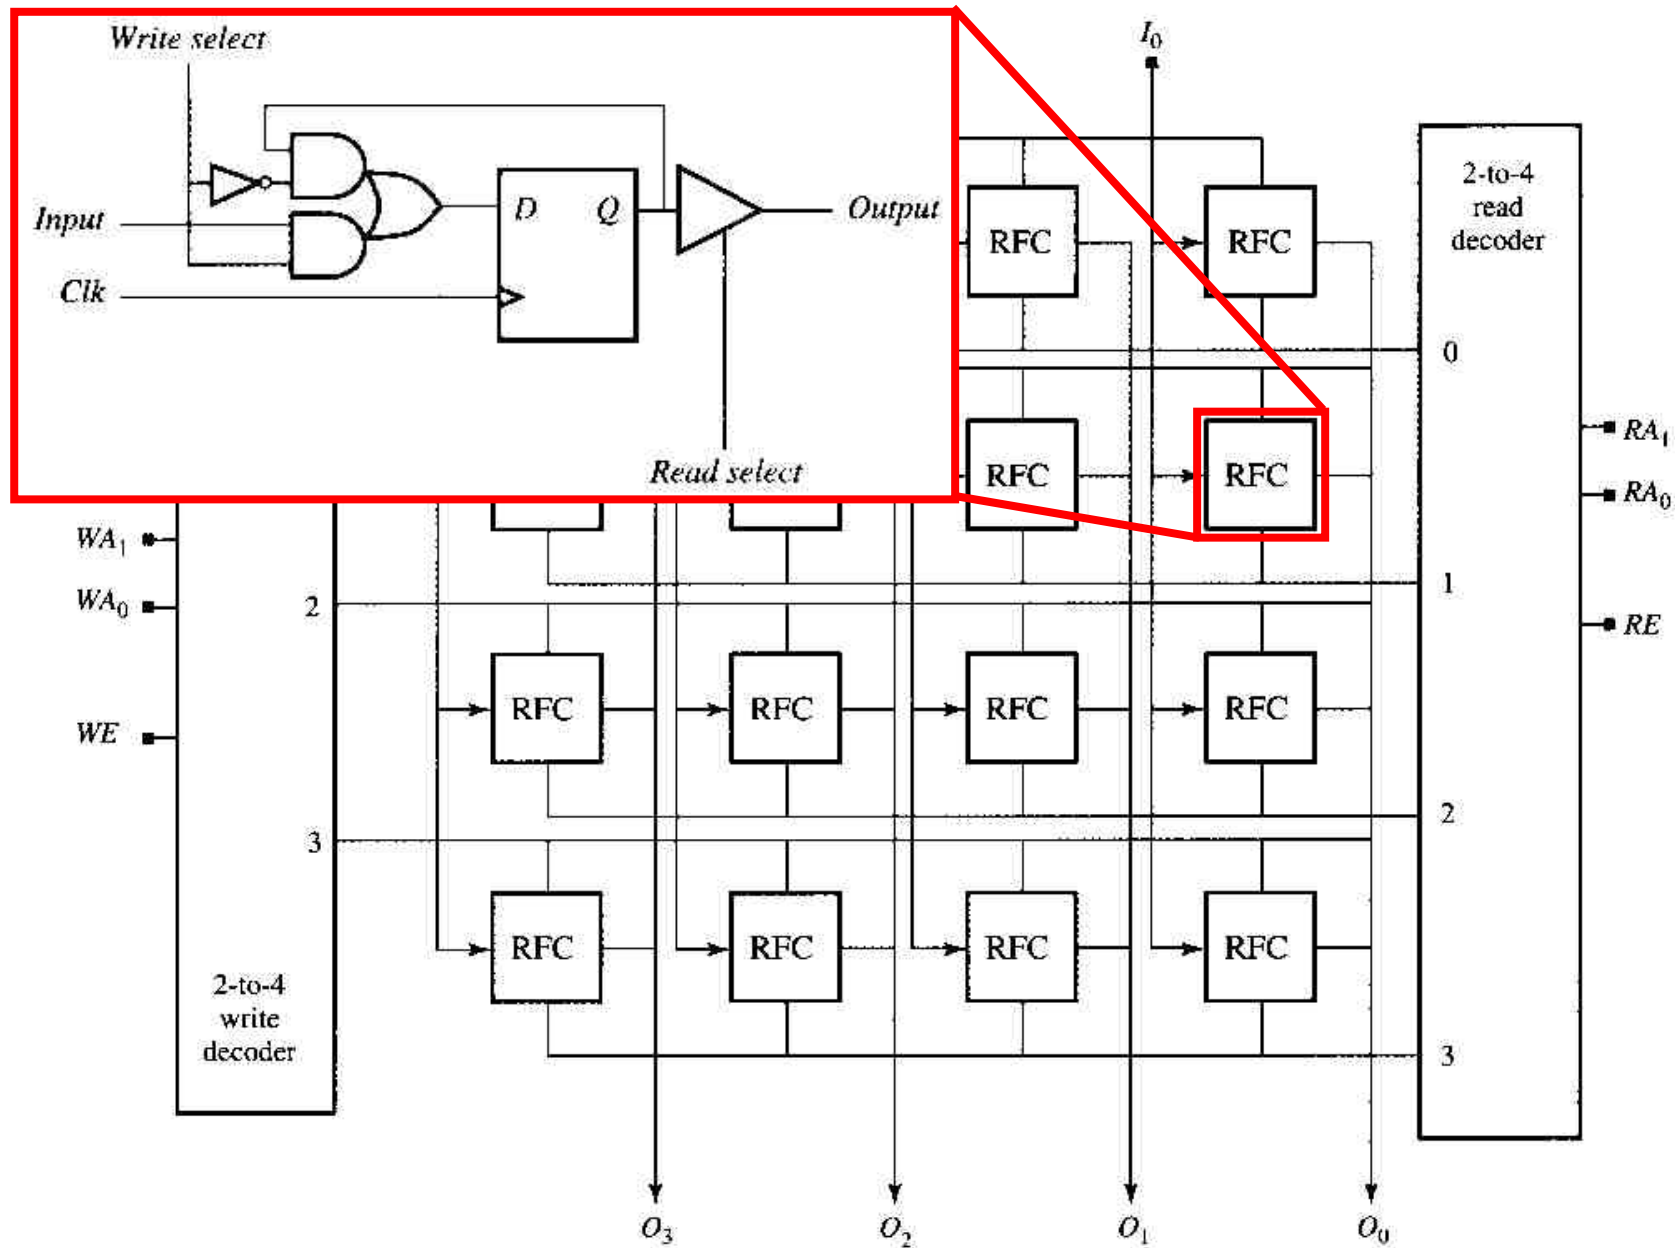 Write select
I0
2-to-4
read
decoder
Input
D Q
Output
Clk
RFC RFC
0
Read select
RFC RFC
RA1
RA0
WA1
WA0
1
2
RE
RFC RFC RFC RFC
WE
2
3
RFC RFC RFC RFC
2-to-4
write
decoder
3
O3 O2 O1 O0